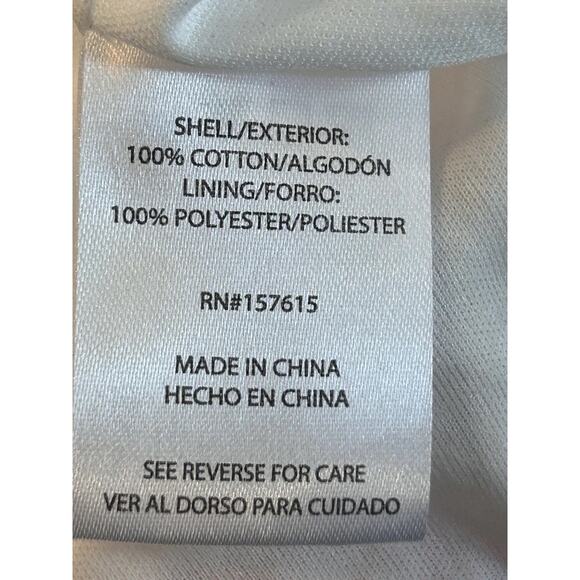 SHELL/EXTERIOR:
100% COTTON/ALGODÓN
LINING/FORRO:
100% POLYESTER/POLIESTER
RN#157615
MADE IN CHINA
HECHO EN CHINA
SEE REVERSE FOR CARE
VER AL DORSO PARA CUIDADO